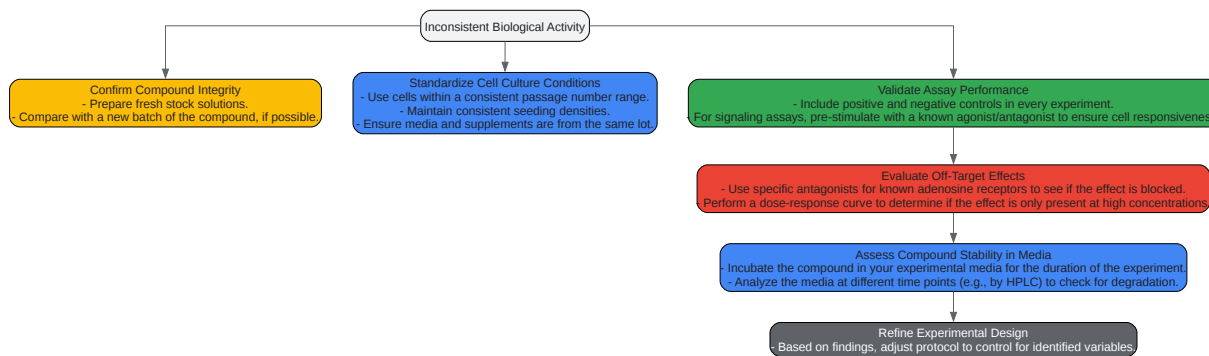 Inconsistent Biological Activity
Confirm Compound Integrity
- Prepare fresh stock solutions.
- Compare with a new batch of the compound, if possible.
Standardize Cell Culture Conditions
- Use cells within a consistent passage number range.
- Maintain consistent seeding densities.
- Ensure media and supplements are from the same lot.
Validate Assay Performance
- Include positive and negative controls in every experiment.
- For signaling assays, pre-stimulate with a known agonist/antagonist to ensure cell responsiveness
Evaluate Off-Target Effects
- Use specific antagonists for known adenosine receptors to see if the effect is blocked.
- Perform a dose-response curve to determine if the effect is only present at high concentrations.
Assess Compound Stability in Media
- Incubate the compound in your experimental media for the duration of the experiment.
- Analyze the media at different time points (e.g., by HPLC) to check for degradation.
Refine Experimental Design
- Based on findings, adjust protocol to control for identified variables.